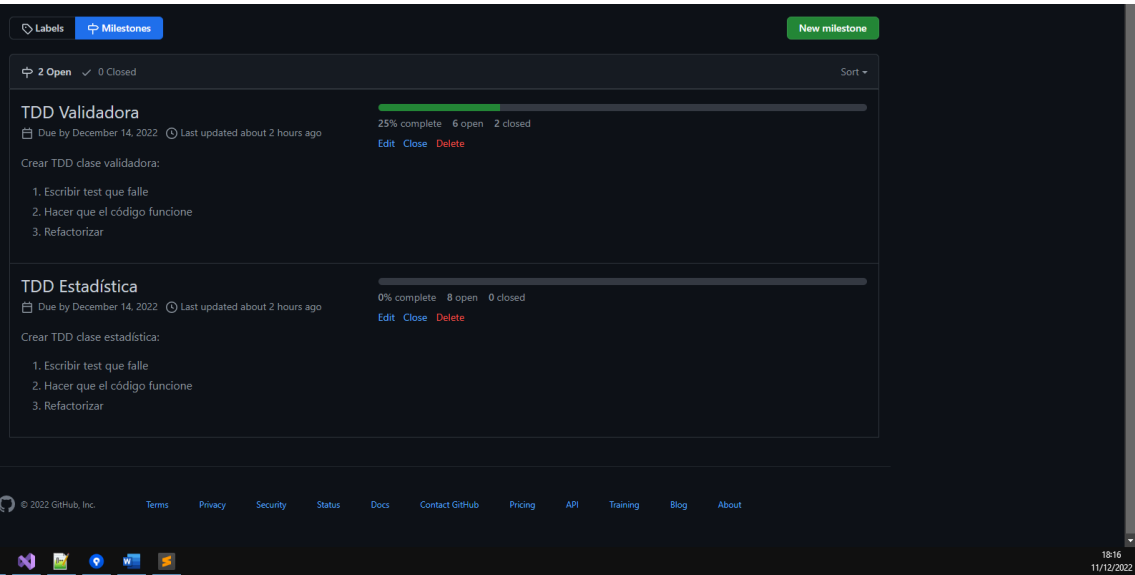 Labels Milestones New milestone
2 Open 0 Closed Sort
TDD Validadora
Due by December 14, 2022 Last updated about 2 hours ago
25% complete 6 open 2 closed
Edit Close Delete
Crear TDD clase validadora:
1. Escribir test que falle
2. Hacer que el código funcione
3. Refactorizar
TDD Estadística
Due by December 14, 2022 Last updated about 2 hours ago
0% complete 8 open 0 closed
Edit Close Delete
Crear TDD clase estadística:
1. Escribir test que falle
2. Hacer que el código funcione
3. Refactorizar
© 2022 GitHub, Inc. Terms Privacy Security Status Docs Contact GitHub Pricing API Training Blog About
18:16
11/12/2022